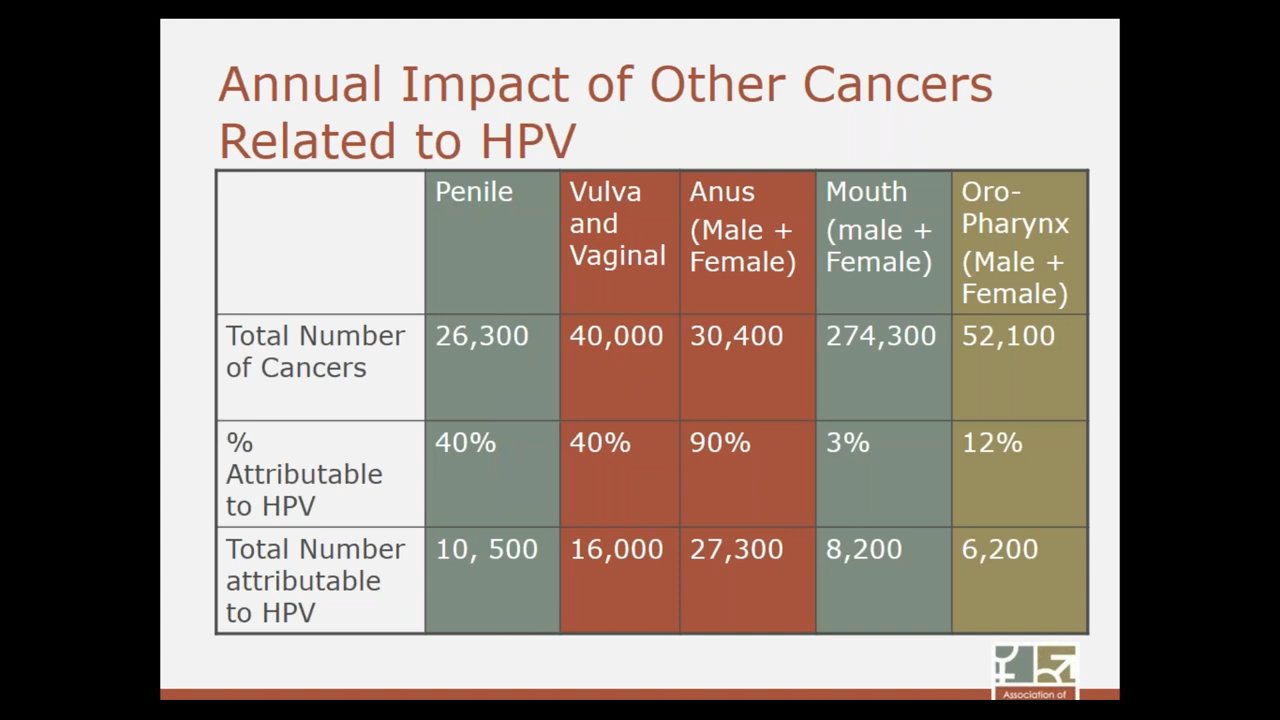 Annual Impact of Other Cancers
Related to HPV
Penile
Vulva
and
Vaginal
Anus
(Male +
Female)
Mouth
(male +
Female)
Oro-
Pharynx
(Male +
Female)
Total Number
of Cancers
26,300
40,000
30,400
274,300
52,100
%
Attributable
to HPV
40%
40%
90%
3%
12%
Total Number
attributable
to HPV
10, 500
16,000
27,300
8,200
6,200
Association of